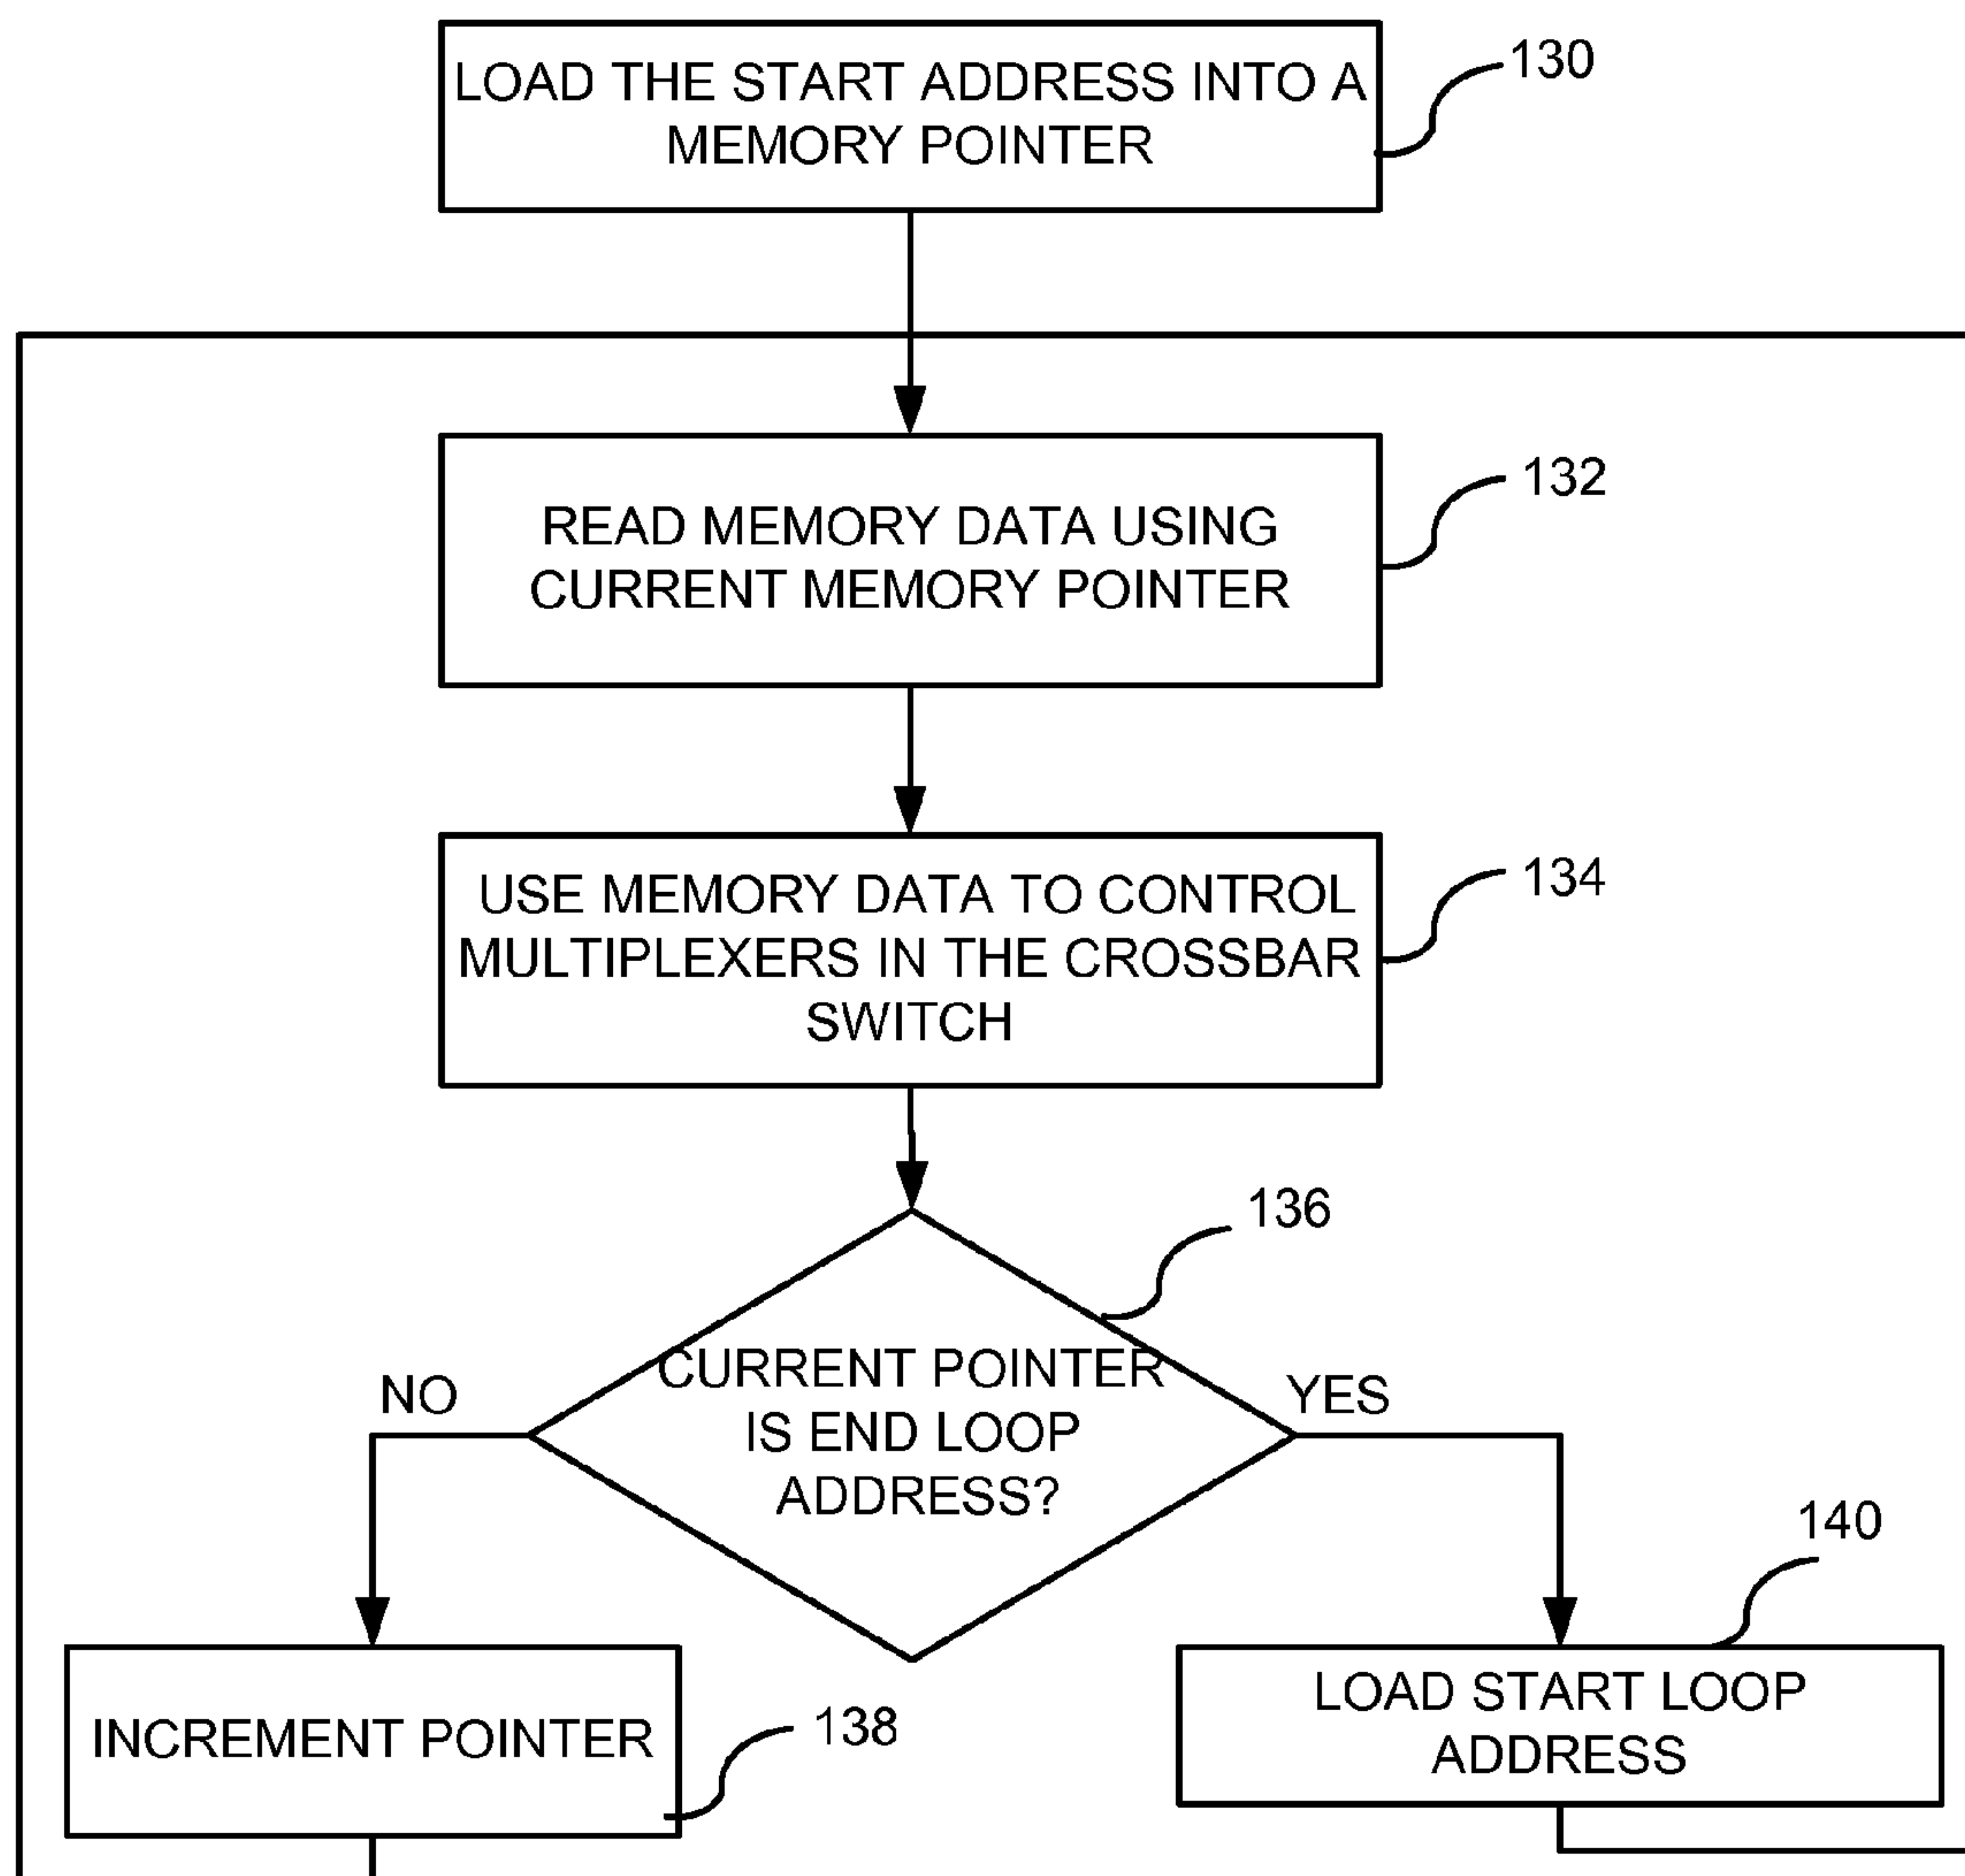 LOAD THE START ADDRESS INTO A
MEMORY POINTER
130
READ MEMORY DATA USING
CURRENT MEMORY POINTER
132
USE MEMORY DATA TO CONTROL
MULTIPLEXERS IN THE CROSSBAR
SWITCH
134
136
CURRENT POINTER
IS END LOOP
ADDRESS?
NO
YES
140
INCREMENT POINTER
138
LOAD START LOOP
ADDRESS